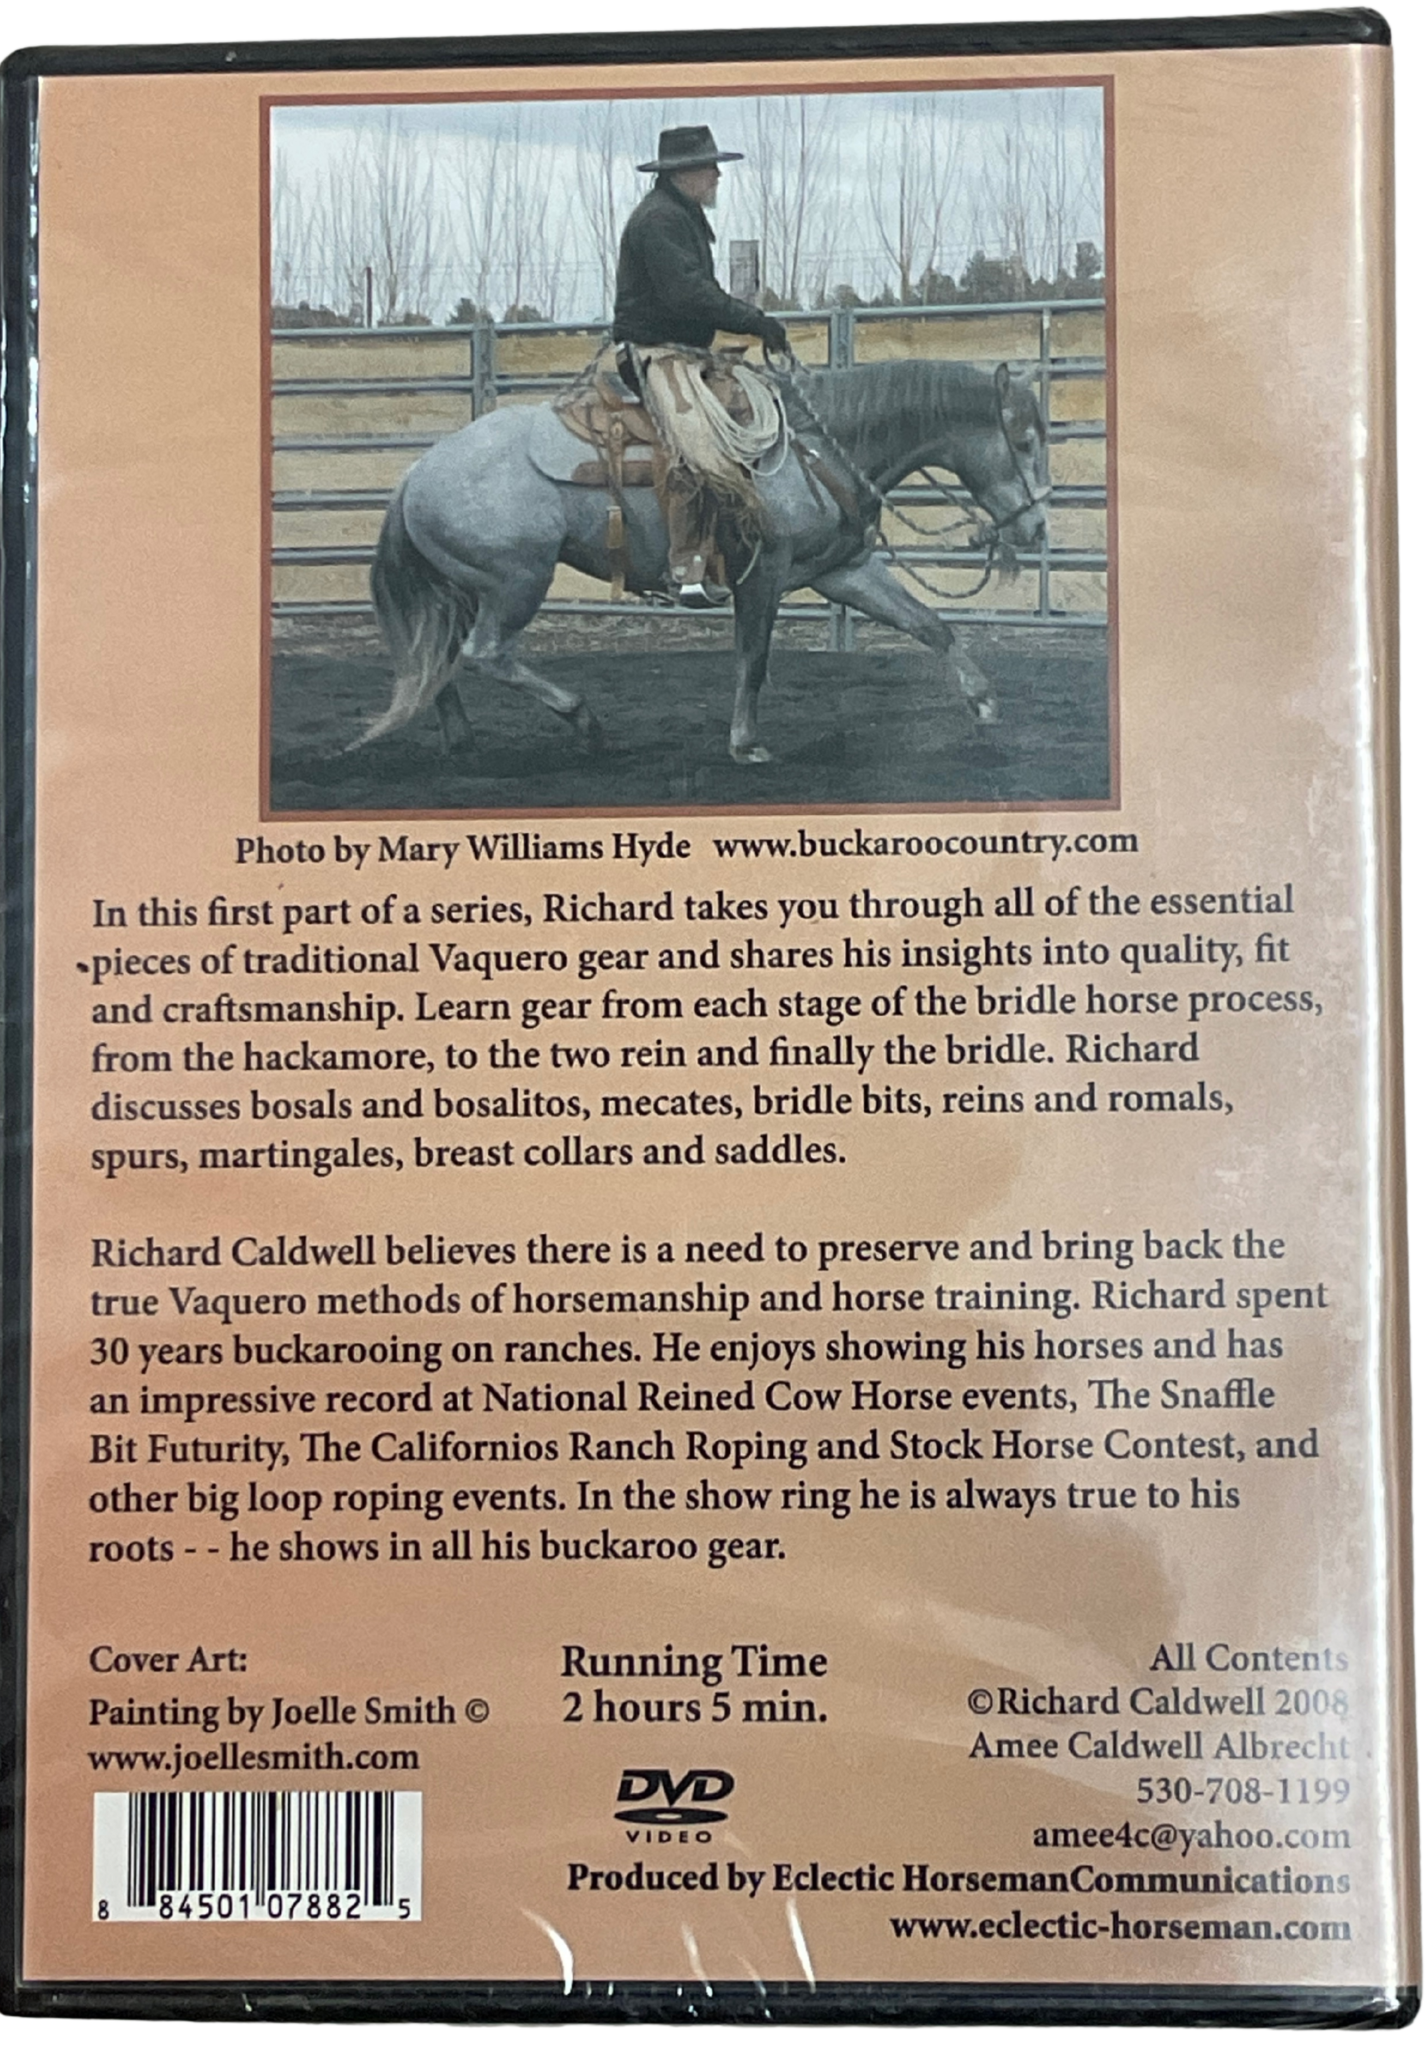 Photo by Mary Williams Hyde www.buckaroocountry.com
In this first part of a series, Richard takes you through all of the essential
pieces of traditional Vaquero gear and shares his insights into quality, fit
and craftsmanship. Learn gear from each stage of the bridle horse process,
from the hackamore, to the two rein and finally the bridle. Richard
discusses bosals and bosalitos, mecates, bridle bits, reins and romals,
spurs, martingales, breast collars and saddles.
Richard Caldwell believes there is a need to preserve and bring back the
true Vaquero methods of horsemanship and horse training. Richard spent
30 years buckarooing on ranches. He enjoys showing his horses and has
an impressive record at National Reined Cow Horse events, The Snaffle
Bit Futurity, The Californios Ranch Roping and Stock Horse Contest, and
other big loop roping events. In the show ring he is always true to his
roots - - he shows in all his buckaroo gear.
Cover Art:
Painting by Joelle Smith ©
www.joellesmith.com
8 84501 07882 5
Running Time
2 hours 5 min.
DVD
VIDEO
All Contents
©Richard Caldwell 2008
Amee Caldwell Albrecht
530-708-1199
amee4c@yahoo.com
Produced by Eclectic HorsemanCommunications
www.eclectic-horseman.com